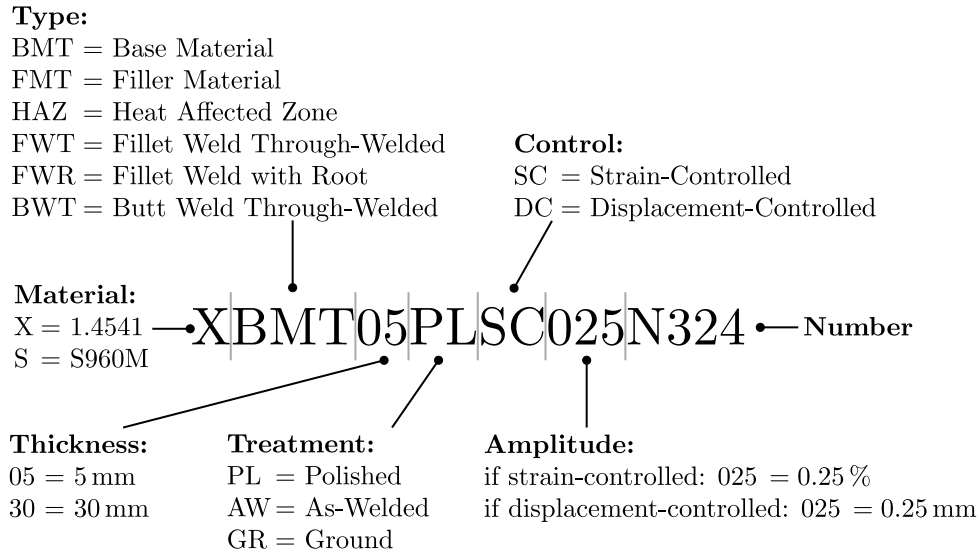 Type:
BMT = Base Material
FMT = Filler Material
HAZ = Heat Affected Zone
FWT = Fillet Weld Through-Welded
FWR = Fillet Weld with Root
BWT = Butt Weld Through-Welded
Control:
SC = Strain-Controlled
DC = Displacement-Controlled
Material:
X = 1.4541
S = S960M
XBMT05PLSC025N324
Number
Thickness:
05 = 5 mm
30 = 30 mm
Treatment:
PL = Polished
AW = As-Welded
GR = Ground
Amplitude:
if strain-controlled: 025 = 0.25 %
if displacement-controlled: 025 = 0.25 mm